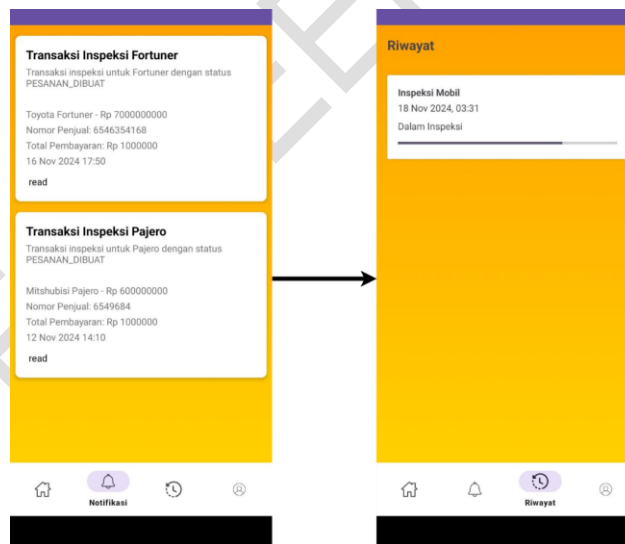 Transaksi Inspeksi Fortuner
Transaksi inspeksi untuk Fortuner dengan status
PESANAN_DIBUAT
Toyota Fortuner - Rp 7000000000
Nomor Penjual: 6546354168
Total Pembayaran: Rp 1000000
16 Nov 2024 17:50
read
Transaksi Inspeksi Pajero
Transaksi inspeksi untuk Pajero dengan status
PESANAN_DIBUAT
Mitshubisi Pajero - Rp 600000000
Nomor Penjual: 6549684
Total Pembayaran: Rp 1000000
12 Nov 2024 14:10
read
Notifikasi
Riwayat
Inspeksi Mobil
18 Nov 2024, 03:31
Dalam Inspeksi
Riwayat